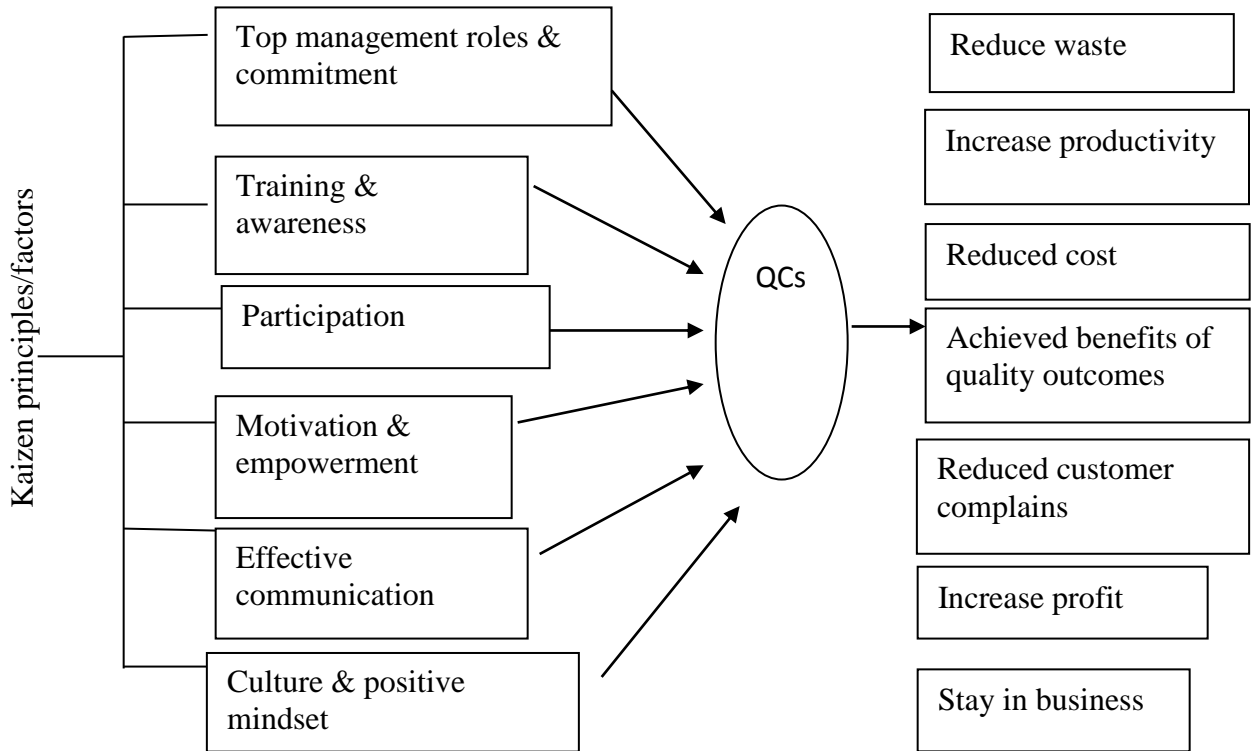 Kaizen principles/factors
Top management roles &
commitment
Training &
awareness
Participation
Motivation &
empowerment
Effective
communication
Culture & positive
mindset
QCs
Reduce waste
Increase productivity
Reduced cost
Achieved benefits of
quality outcomes
Reduced customer
complains
Increase profit
Stay in business